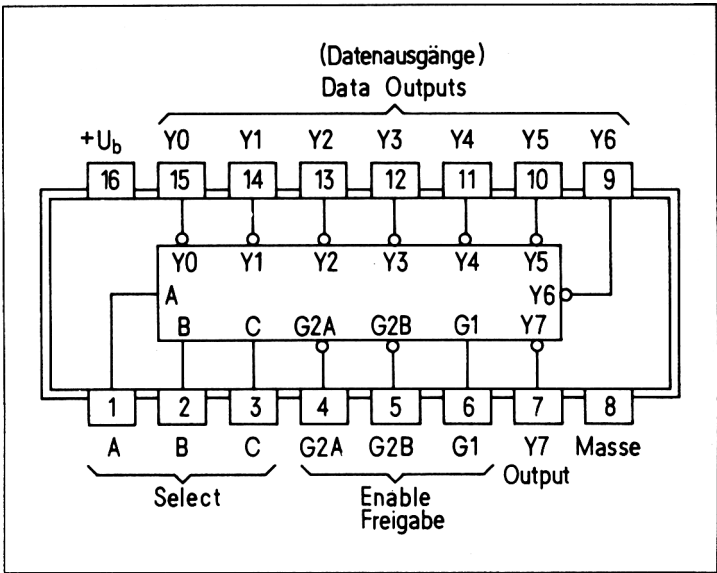 (Datenausgänge)
Data Outputs
+Ub Y0 Y1 Y2 Y3 Y4 Y5 Y6
16 15 14 13 12 11 10 9
Y0 Y1 Y2 Y3 Y4 Y5
A Y6
B C G2A G2B G1 Y7
1 2 3 4 5 6 7 8
A B C G2A G2B G1 Y7 Masse
Output
Select Enable
Freigabe